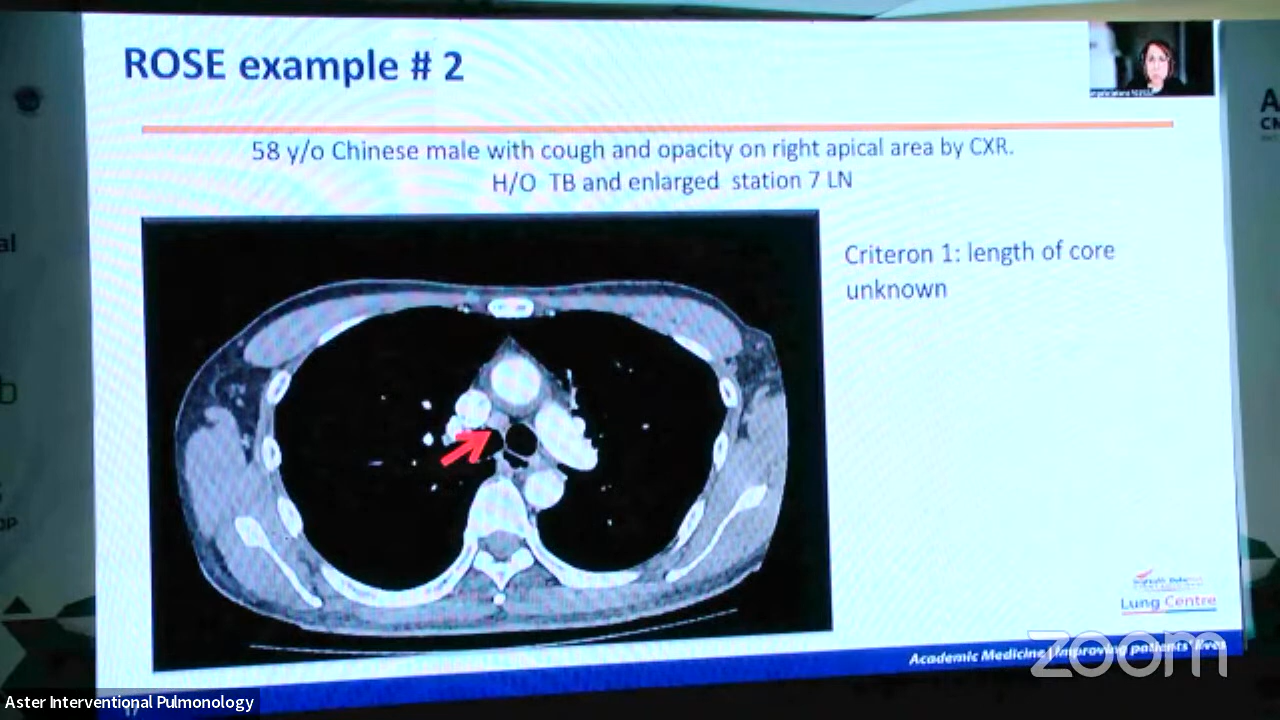 ROSE example # 2
58 y/o Chinese male with cough and opacity on right apical area by CXR.
H/O TB and enlarged station 7 LN
Criteron 1: length of core
unknown
Lung Centre
Academic Medicine | Improving patients' lives
zoom
Aster Interventional Pulmonology
17